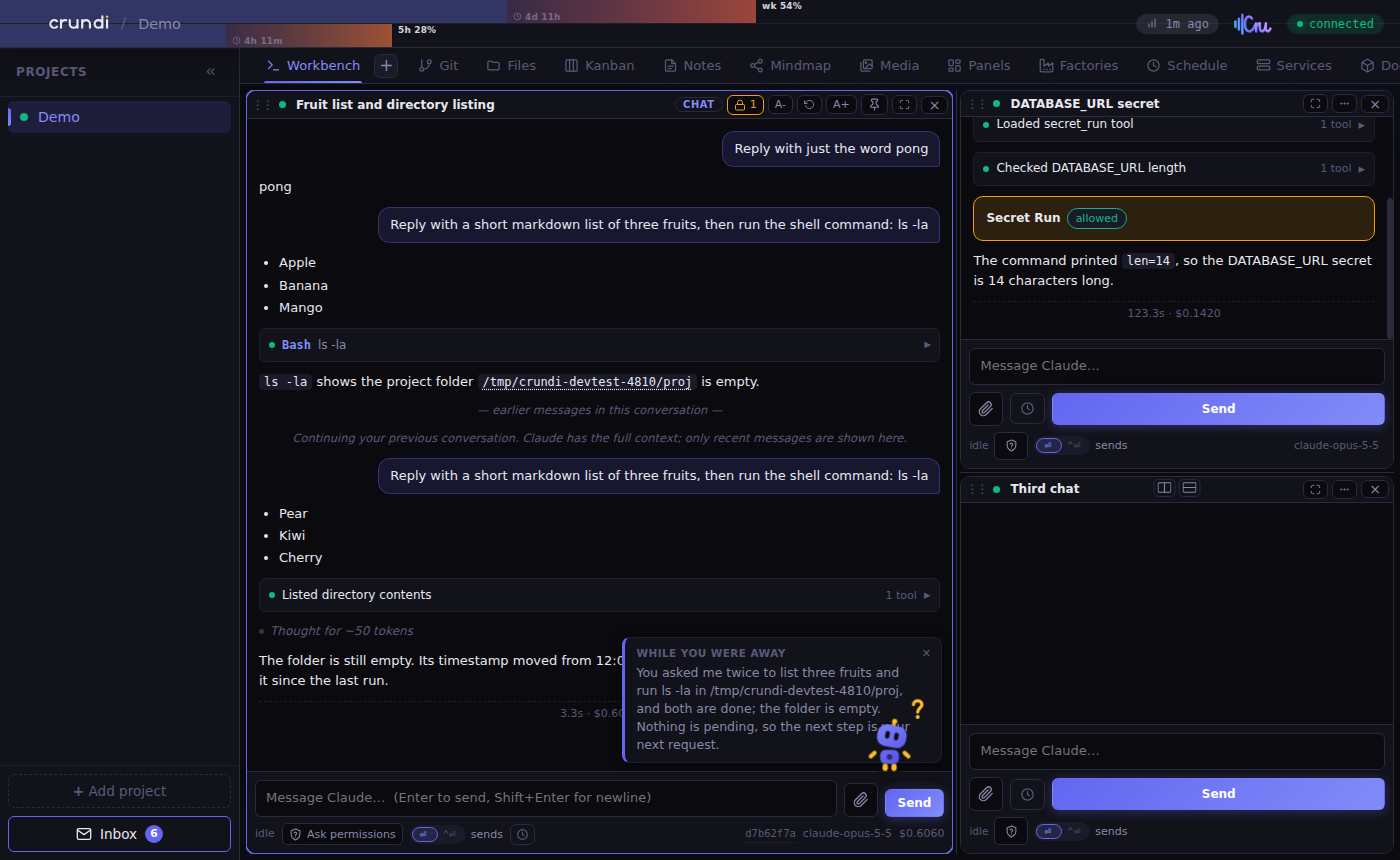 crundi / Demo
4d 11h
wk 54%
4h 11m
5h 28%
1m ago
connected
PROJECTS
«
Workbench
+
Git
Files
Kanban
Notes
Mindmap
Media
Panels
Factories
Schedule
Services
Do
Demo
Fruit list and directory listing
CHAT
1
A-
A+
Reply with just the word pong
pong
Reply with a short markdown list of three fruits, then run the shell command: ls -la
• Apple
• Banana
• Mango
Bash ls -la
ls -la shows the project folder /tmp/crundi-devtest-4810/proj is empty.
— earlier messages in this conversation —
Continuing your previous conversation. Claude has the full context; only recent messages are shown here.
Reply with a short markdown list of three fruits, then run the shell command: ls -la
• Pear
• Kiwi
• Cherry
Listed directory contents 1 tool
Thought for ~50 tokens
The folder is still empty. Its timestamp moved from 12:0
it since the last run.
3.3s · $0.60
WHILE YOU WERE AWAY
You asked me twice to list three fruits and
run ls -la in /tmp/crundi-devtest-4810/proj,
and both are done; the folder is empty.
Nothing is pending, so the next step is your
next request.
Message Claude… (Enter to send, Shift+Enter for newline)
Send
idle
Ask permissions
sends
d7b62f7a claude-opus-5-5 $0.6060
DATABASE_URL secret
Loaded secret_run tool 1 tool
Checked DATABASE_URL length 1 tool
Secret Run allowed
The command printed len=14, so the DATABASE_URL secret
is 14 characters long.
123.3s · $0.1420
Message Claude…
Send
idle
sends
claude-opus-5-5
Third chat
Message Claude…
Send
idle
sends
+ Add project
Inbox 6